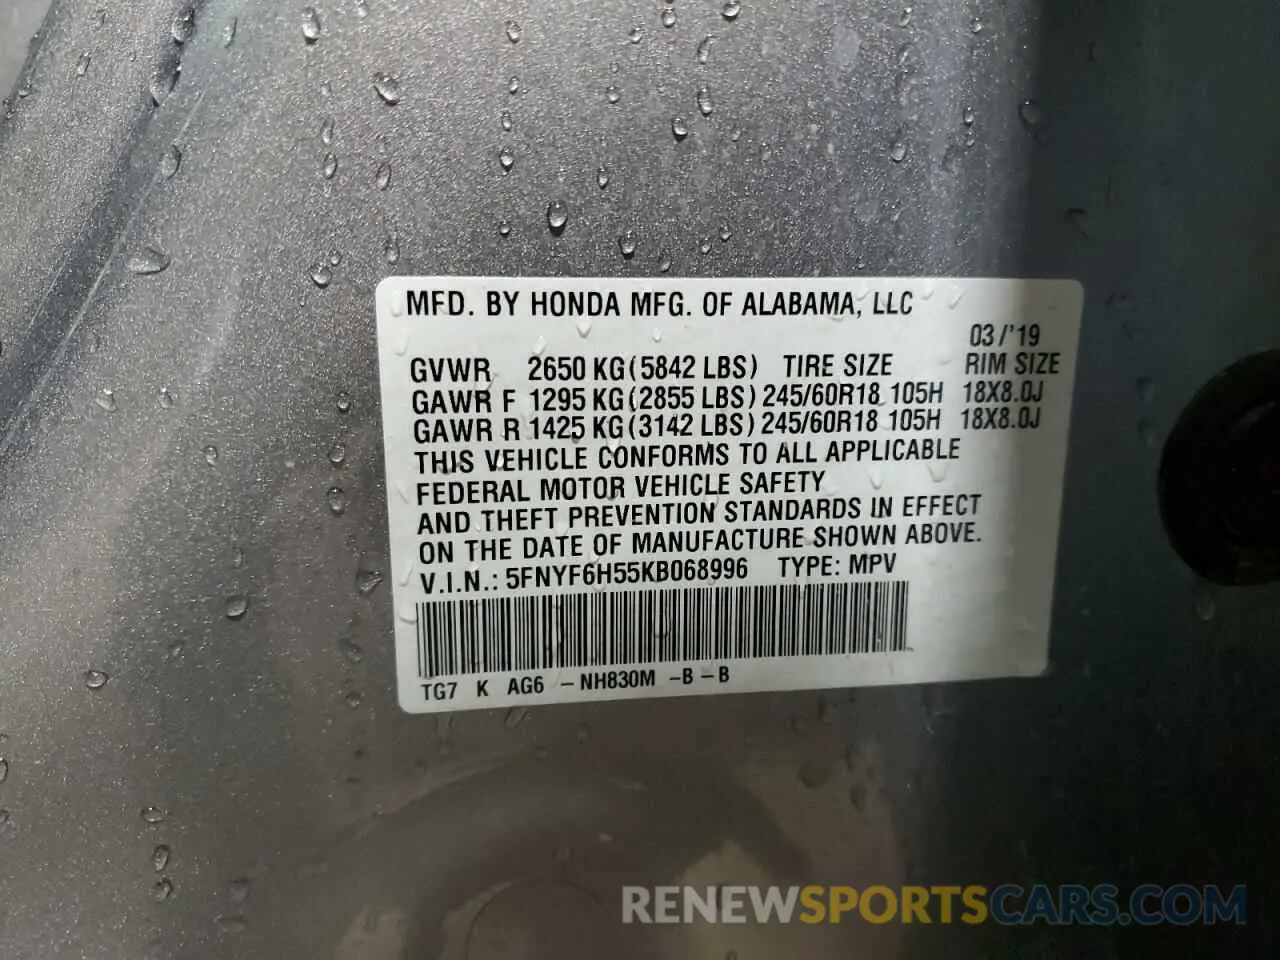 MFD. BY HONDA MFG. OF ALABAMA, LLC
03/'19
GVWR 2650 KG(5842 LBS) TIRE SIZE RIM SIZE
GAWR F 1295 KG(2855 LBS) 245/60R18 105H 18X8.0J
GAWR R 1425 KG(3142 LBS) 245/60R18 105H 18X8.0J
THIS VEHICLE CONFORMS TO ALL APPLICABLE
FEDERAL MOTOR VEHICLE SAFETY
AND THEFT PREVENTION STANDARDS IN EFFECT
ON THE DATE OF MANUFACTURE SHOWN ABOVE.
V.I.N.: 5FNYF6H55KB068996 TYPE: MPV
TG7 K AG6 -NH830M -B-B
RENEWSPORTSCARS.COM